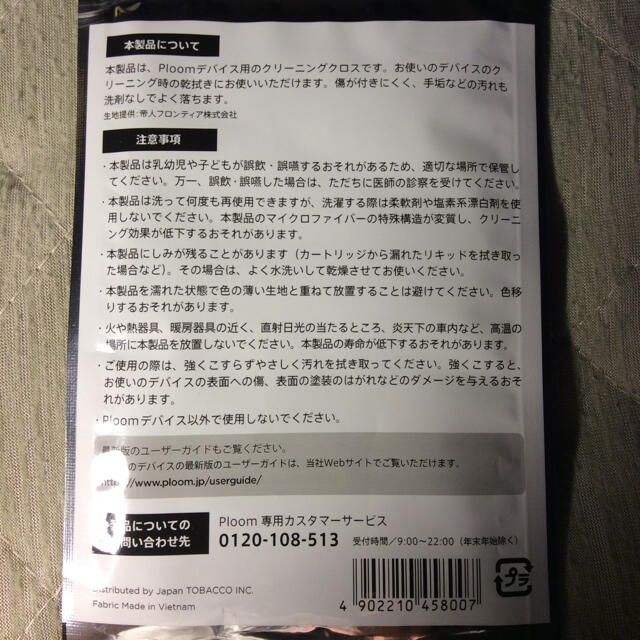 本製品について
本製品は、Ploomデバイス用のクリーニングクロスです。お使いのデバイスのク
リーニング時の乾拭きにお使いいただけます。傷が付きにくく、手垢などの汚れも
洗剤なしでよく落ちます。
生地提供：帝人フロンティア株式会社
注意事項
・本製品は乳幼児や子どもが誤飲・誤嚥するおそれがあるため、適切な場所で保管し
てください。万一、誤飲・誤嚥した場合は、ただちに医師の診察を受けてください。
・本製品は洗って何度も再使用できますが、洗濯する際は柔軟剤や塩素系漂白剤を使
用しないでください。本製品のマイクロファイバーの特殊構造が変質し、クリーニ
ング効果が低下するおそれがあります。
・本製品にしみが残ることがあります（カートリッジから漏れたリキッドを拭き取っ
た場合など）。その場合は、よく水洗いして乾燥させてお使いください。
・本製品を濡れた状態で色の薄い生地と重ねて放置することは避けてください。色移
りするおそれがあります。
・火や熱器具、暖房器具の近く、直射日光の当たるところ、炎天下の車内など、高温の
場所に本製品を放置しないでください。本製品の寿命が低下するおそれがあります。
・ご使用の際は、強くこすらずやさしく汚れを拭き取ってください。強くこすると、
お使いのデバイスの表面への傷、表面の塗装のはがれなどのダメージを与えるおそ
れがあります。
・Ploomデバイス以外で使用しないでください。
最新版のユーザーガイドもご覧ください。
のデバイスの最新版のユーザーガイドは、当社Webサイトでご覧いただけます。
http://www.ploom.jp/userguide/
本製品についての
お問い合わせ先
Ploom 専用カスタマーサービス
0120-108-513 受付時間／9:00~22:00（年末年始除く）
Distributed by Japan TOBACCO INC.
Fabric Made in Vietnam
4 902210 458007
プラ